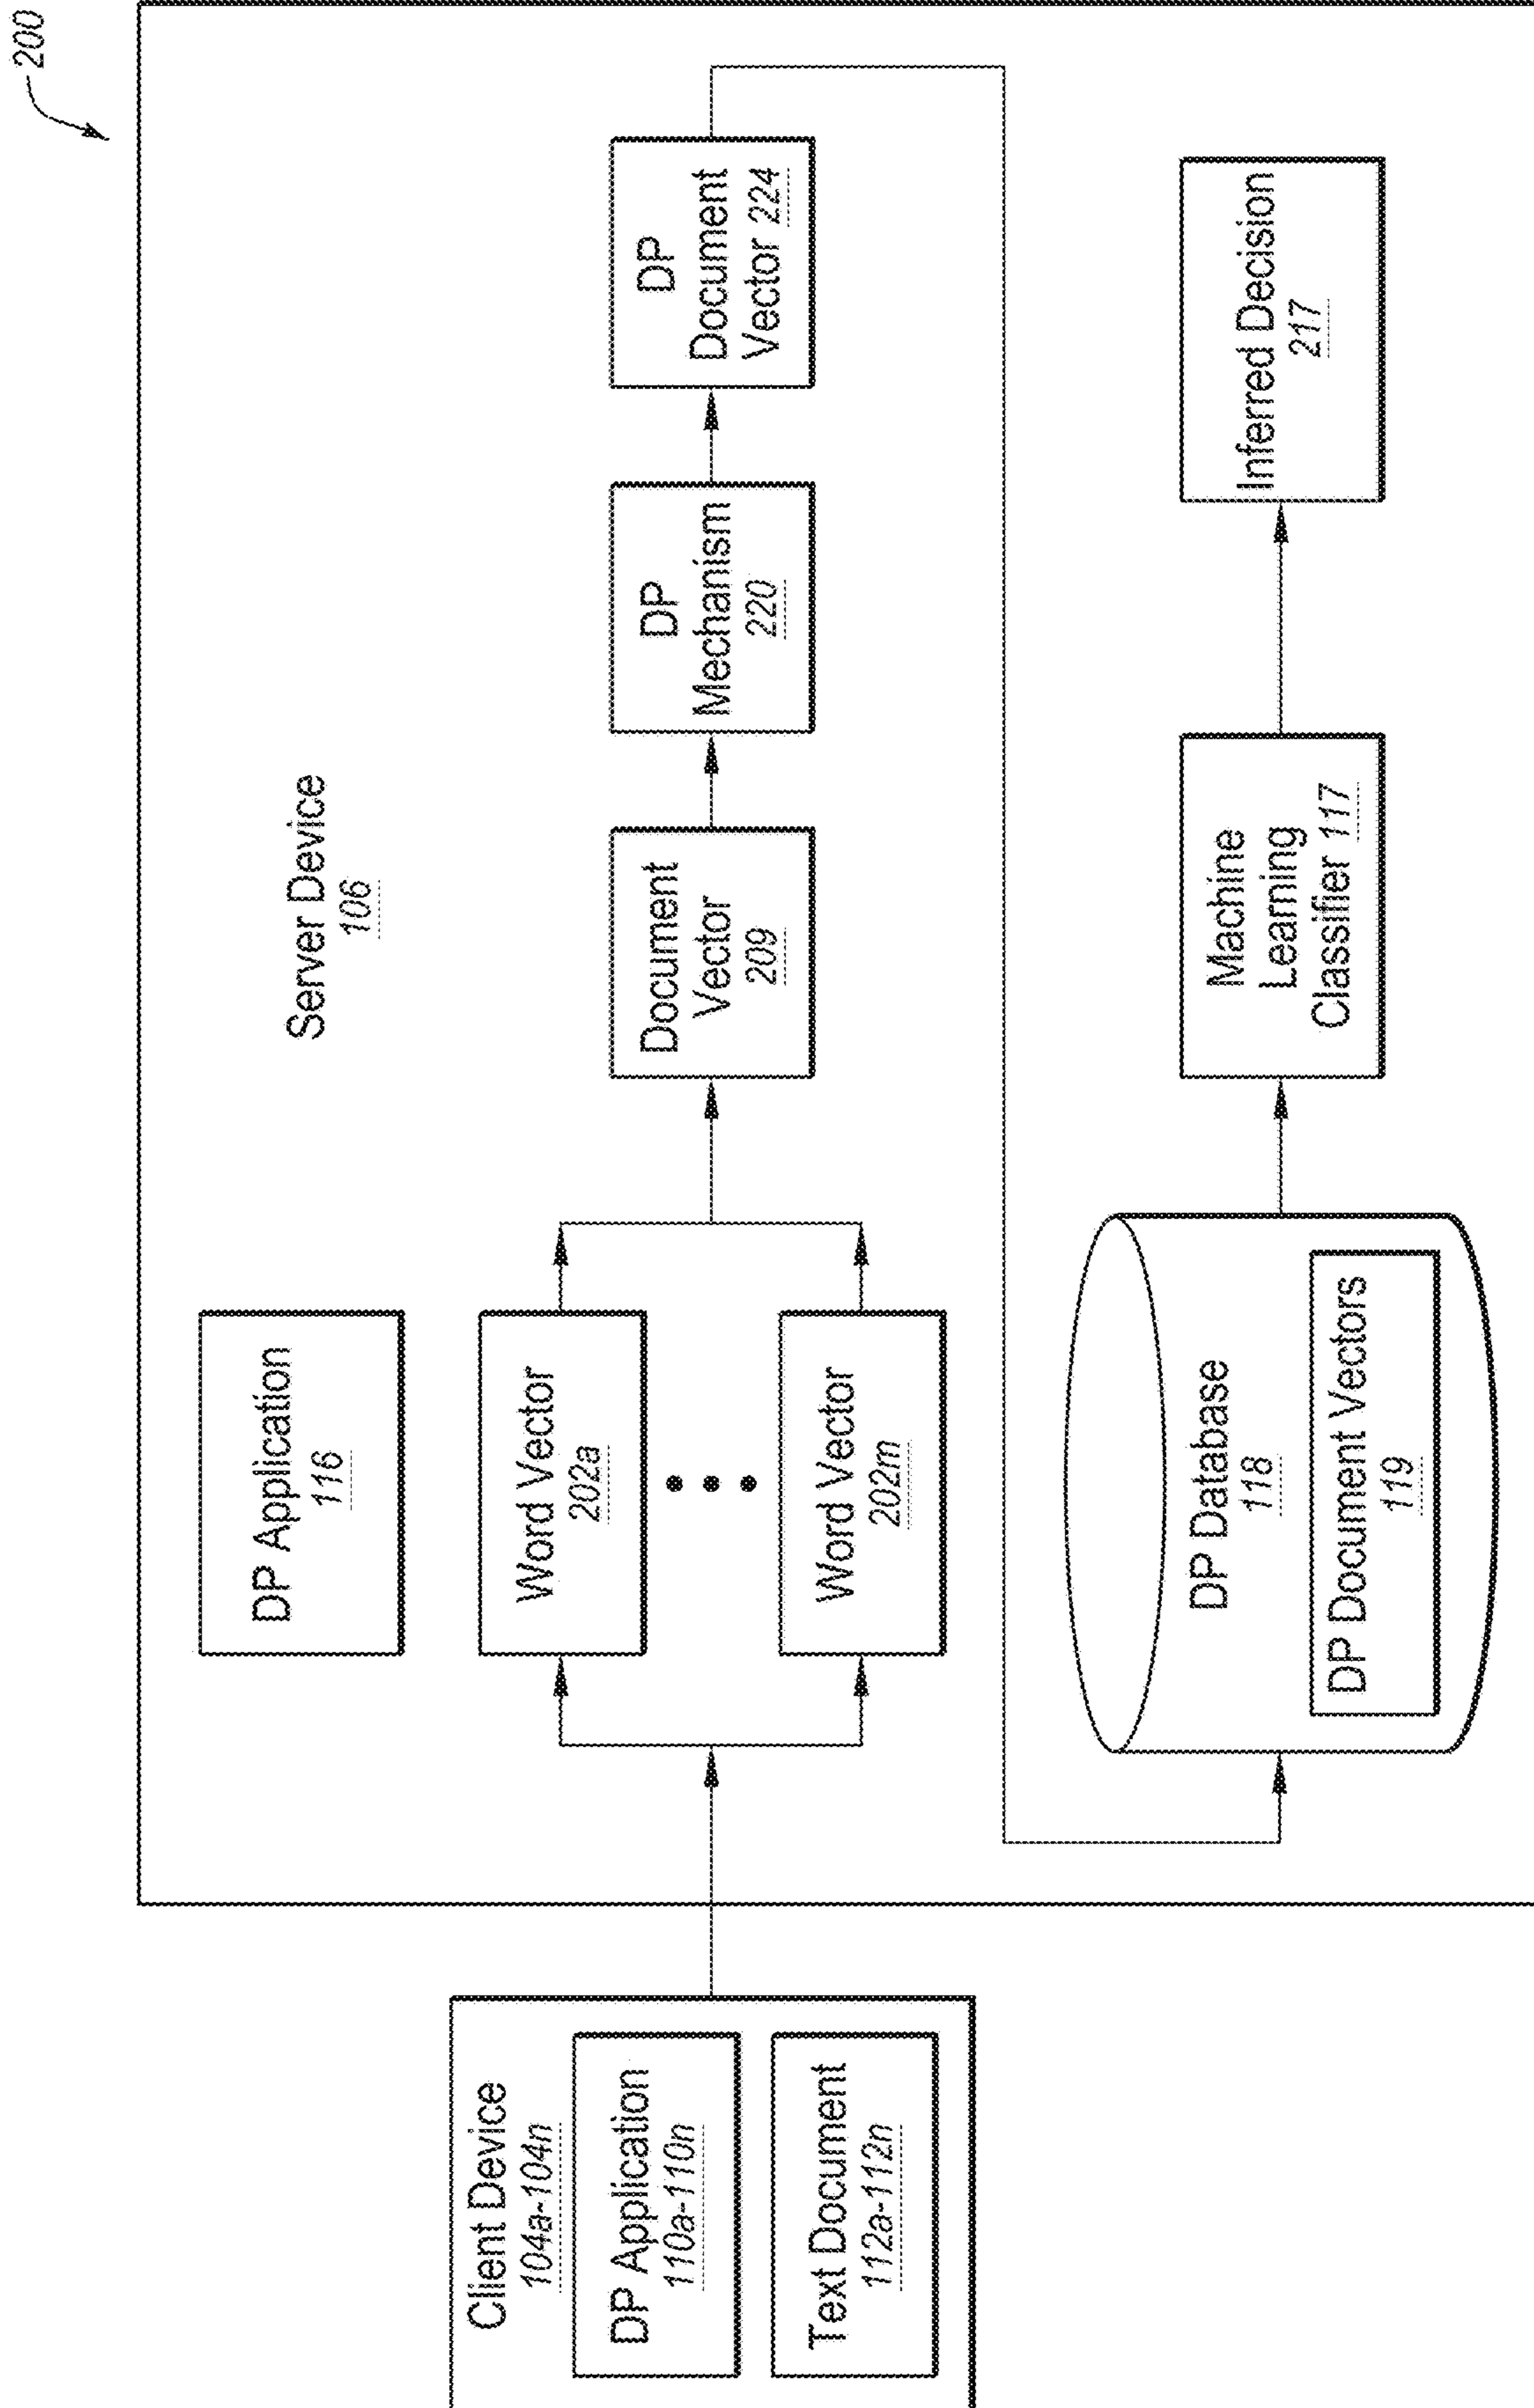 200
Server Device
106
Client Device
104a-104n
DP Application
110a-110n
Text Document
112a-112n
DP Application
116
Word Vector
202a
Word Vector
202m
Document
Vector
209
DP
Mechanism
220
DP
Document
Vector 224
DP Database
118
DP Document Vectors
119
Machine
Learning
Classifier 117
Inferred Decision
217